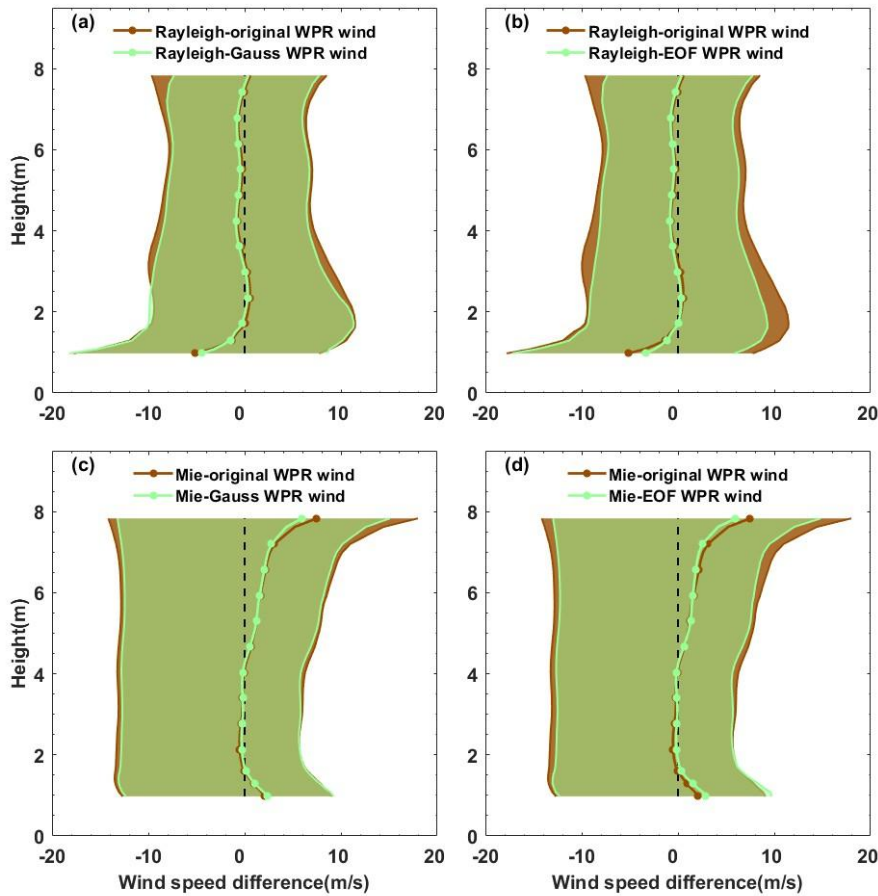 (a)
Rayleigh-original WPR wind
Rayleigh-Gauss WPR wind
Height(m)
8
6
4
2
0
-20 -10 0 10 20
(b)
Rayleigh-original WPR wind
Rayleigh-EOF WPR wind
8
6
4
2
0
-20 -10 0 10 20
(c)
Mie-original WPR wind
Mie-Gauss WPR wind
Height(m)
8
6
4
2
0
-20 -10 0 10 20
Wind speed difference(m/s)
(d)
Mie-original WPR wind
Mie-EOF WPR wind
8
6
4
2
0
-20 -10 0 10 20
Wind speed difference(m/s)